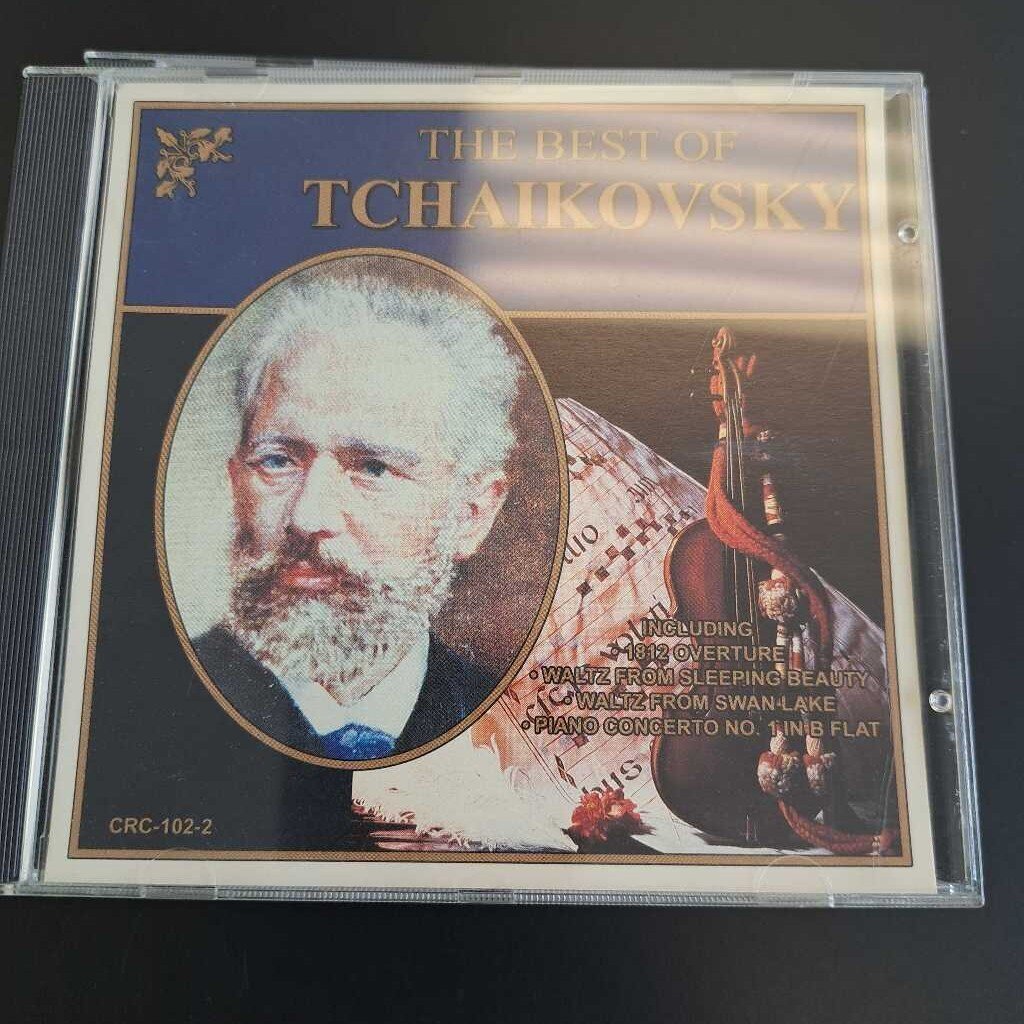 THE BEST OF
TCHAIKOVSKY
INCLUDING
• 1812 OVERTURE
• WALTZ FROM SLEEPING BEAUTY
• WALTZ FROM SWAN LAKE
• PIANO CONCERTO NO. 1 IN B FLAT
CRC-102-2